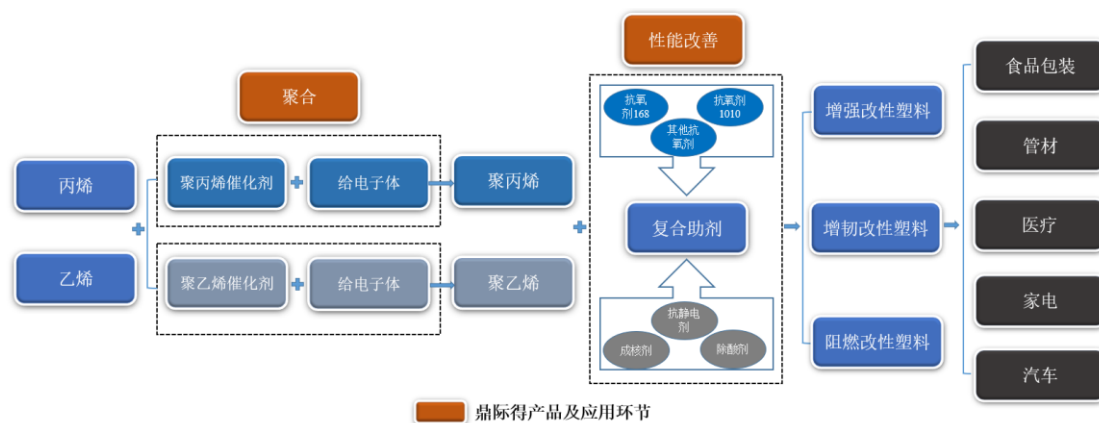 性能改善
聚合
抗氧
剂168
抗氧剂
1010
其他抗
氧剂
食品包装
增强改性塑料
管材
丙烯
聚丙烯催化剂
给电子体
聚丙烯
复合助剂
增韧改性塑料
医疗
乙烯
聚乙烯催化剂
给电子体
聚乙烯
家电
抗静电
剂
成核剂
除酸剂
阻燃改性塑料
汽车
鼎际得产品及应用环节